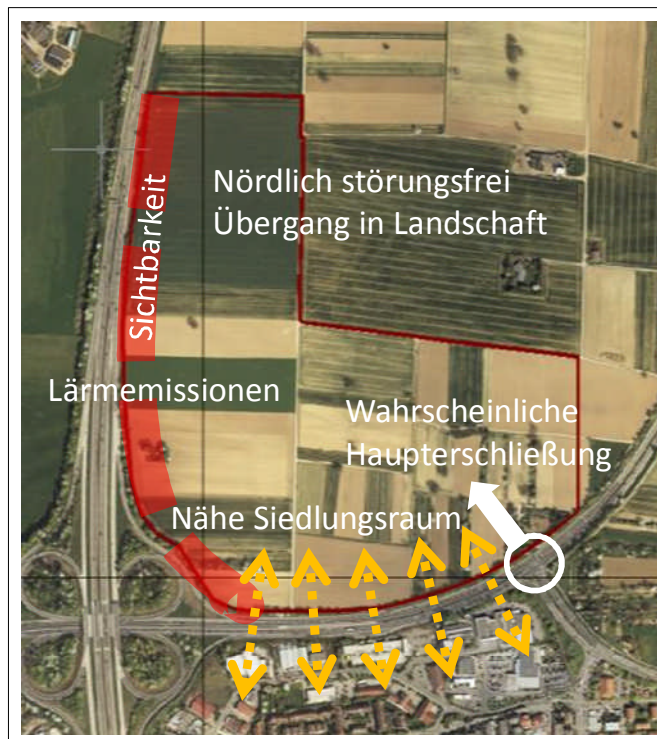 Nördlich störungsfrei
Übergang in Landschaft
Sichtbarkeit
Lärmemissionen
Wahrscheinliche
Haupterschließung
Nähe Siedlungsraum